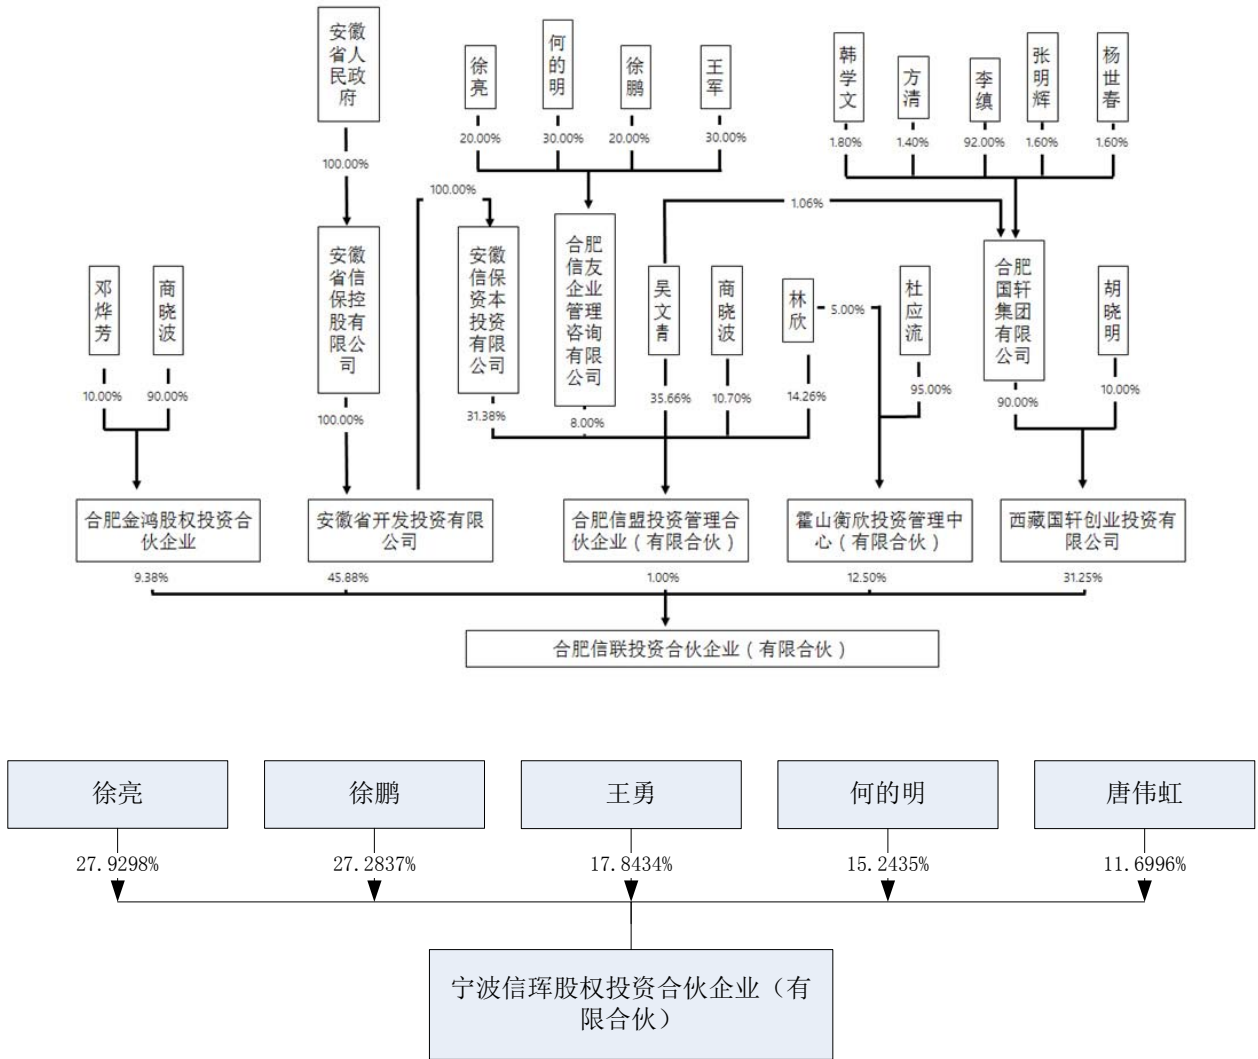 安徽
省人
民政
府
徐亮
何的明
徐鹏
王军
韩学文
方清
李缜
张明辉
杨世春
20.00%
30.00%
20.00%
30.00%
1.80%
1.40%
92.00%
1.60%
1.60%
100.00%
100.00%
1.06%
安徽
省信
保控
股有
限公
司
安徽
信保
资本
投资
有限
公司
合肥
信友
企业
管理
咨询
有限
公司
吴文青
商晓波
林欣
5.00%
杜应流
合肥
国轩
集团
有限
公司
胡晓明
邓烨芳
商晓波
10.00%
90.00%
100.00%
31.38%
8.00%
35.66%
10.70%
14.26%
95.00%
90.00%
10.00%
合肥金鸿股权投资合
伙企业
安徽省开发投资有限
公司
合肥信盟投资管理合
伙企业（有限合伙）
霍山衡欣投资管理中
心（有限合伙）
西藏国轩创业投资有
限公司
9.38%
45.88%
1.00%
12.50%
31.25%
合肥信联投资合伙企业（有限合伙）
徐亮
徐鹏
王勇
何的明
唐伟虹
27.9298%
27.2837%
17.8434%
15.2435%
11.6996%
宁波信珲股权投资合伙企业（有
限合伙）